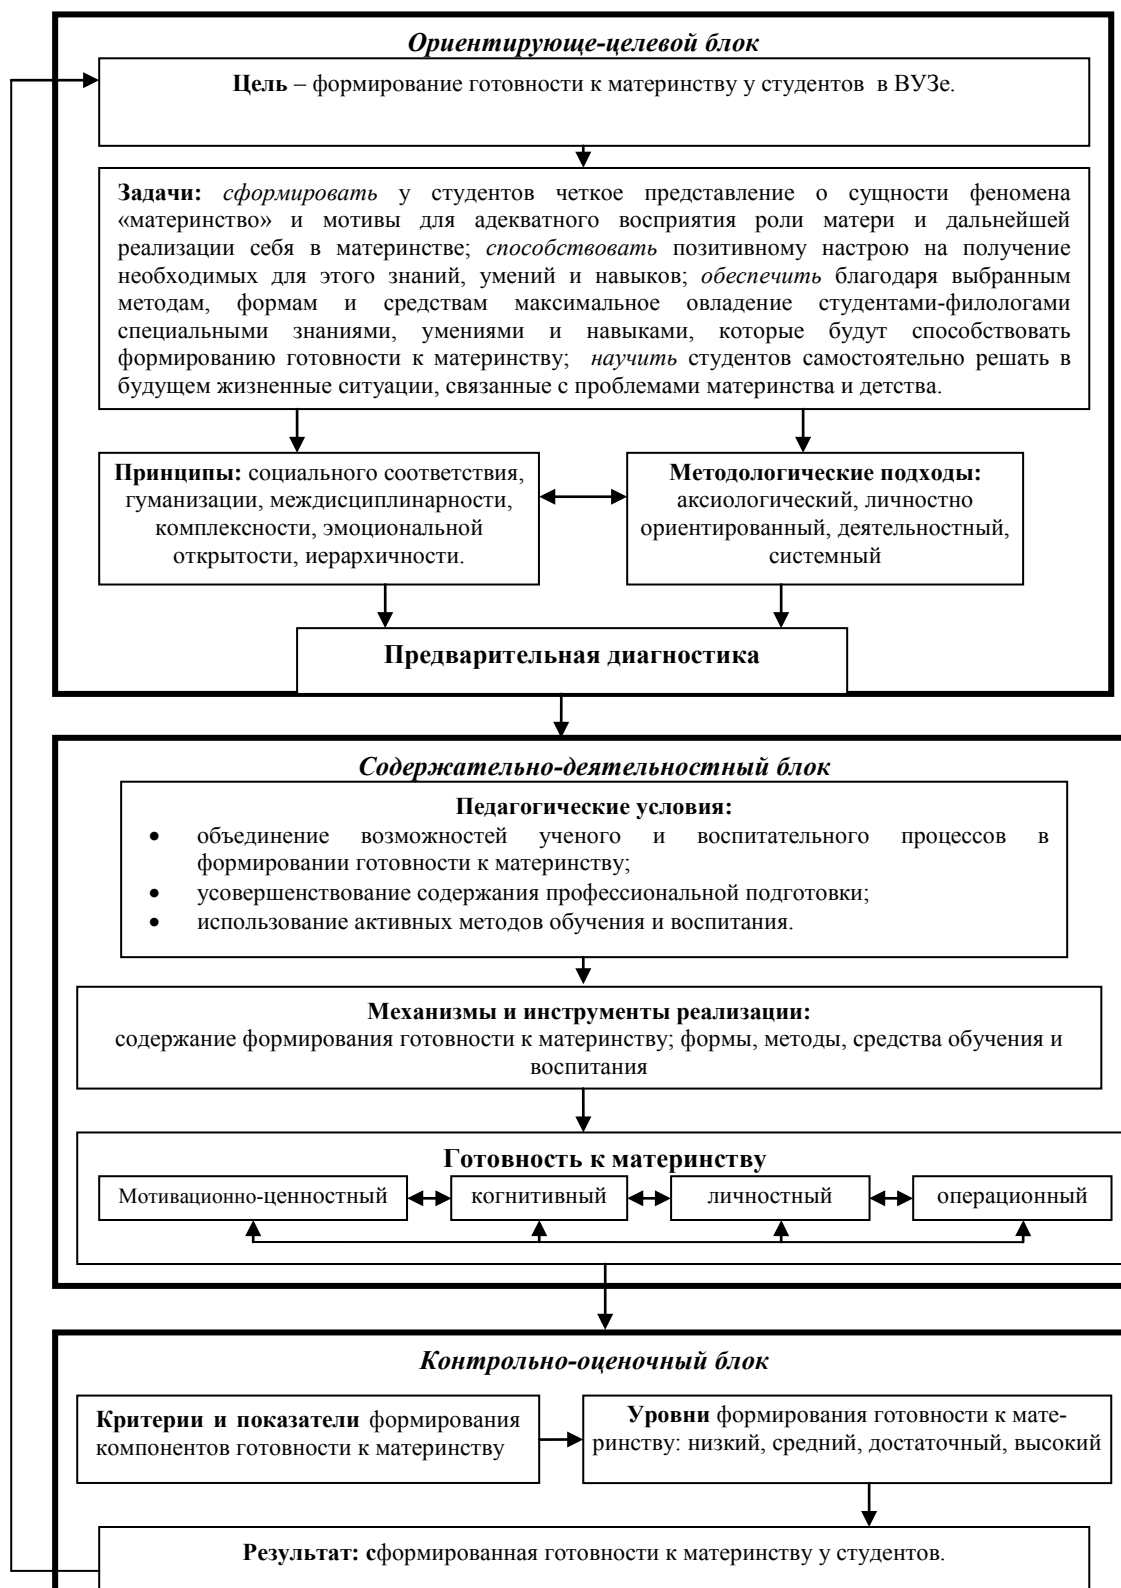 Ориентирующе-целевой блок
Цель – формирование готовности к материнству у студентов в ВУЗе.
Задачи: сформировать у студентов четкое представление о сущности феномена
«материнство» и мотивы для адекватного восприятия роли матери и дальнейшей
реализации себя в материнстве; способствовать позитивному настрою на получение
необходимых для этого знаний, умений и навыков; обеспечить благодаря выбранным
методам, формам и средствам максимальное овладение студентами-филологами
специальными знаниями, умениями и навыками, которые будут способствовать
формированию готовности к материнству; научить студентов самостоятельно решать в
будущем жизненные ситуации, связанные с проблемами материнства и детства.
Принципы: социального соответствия,
гуманизации, междисциплинарности,
комплексности, эмоциональной
открытости, иерархичности.
Методологические подходы:
аксиологический, личностно
ориентированный, деятельностный,
системный
Предварительная диагностика
Содержательно-деятельностный блок
Педагогические условия:
• объединение возможностей ученого и воспитательного процессов в
формировании готовности к материнству;
• усовершенствование содержания профессиональной подготовки;
• использование активных методов обучения и воспитания.
Механизмы и инструменты реализации:
содержание формирования готовности к материнству; формы, методы, средства обучения и
воспитания
Готовность к материнству
Мотивационно-ценностный
когнитивный
личностный
операционный
Контрольно-оценочный блок
Критерии и показатели формирования
компонентов готовности к материнству
Уровни формирования готовности к мате-
ринству: низкий, средний, достаточный, высокий
Результат: сформированная готовности к материнству у студентов.